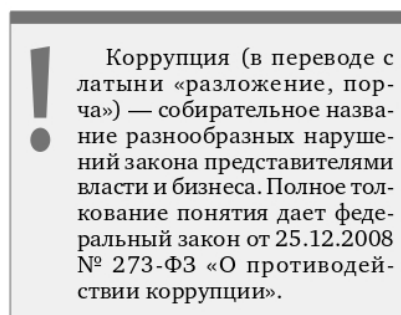 Коррупция (в переводе с
латыни «разложение, пор-
ча») — собирательное назва-
ние разнообразных наруше-
ний закона представителями
власти и бизнеса. Полное тол-
кование понятия дает феде-
ральный закон от 25.12.2008
№ 273-ФЗ «О противодей-
ствии коррупции».